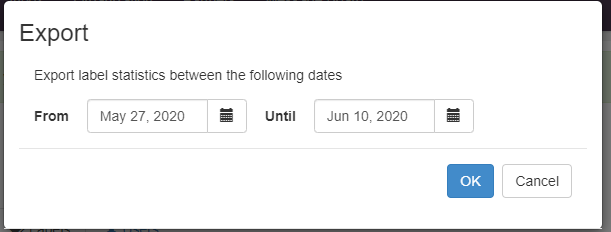 Export
Export label statistics between the following dates
From May 27, 2020 Until Jun 10, 2020
OK Cancel